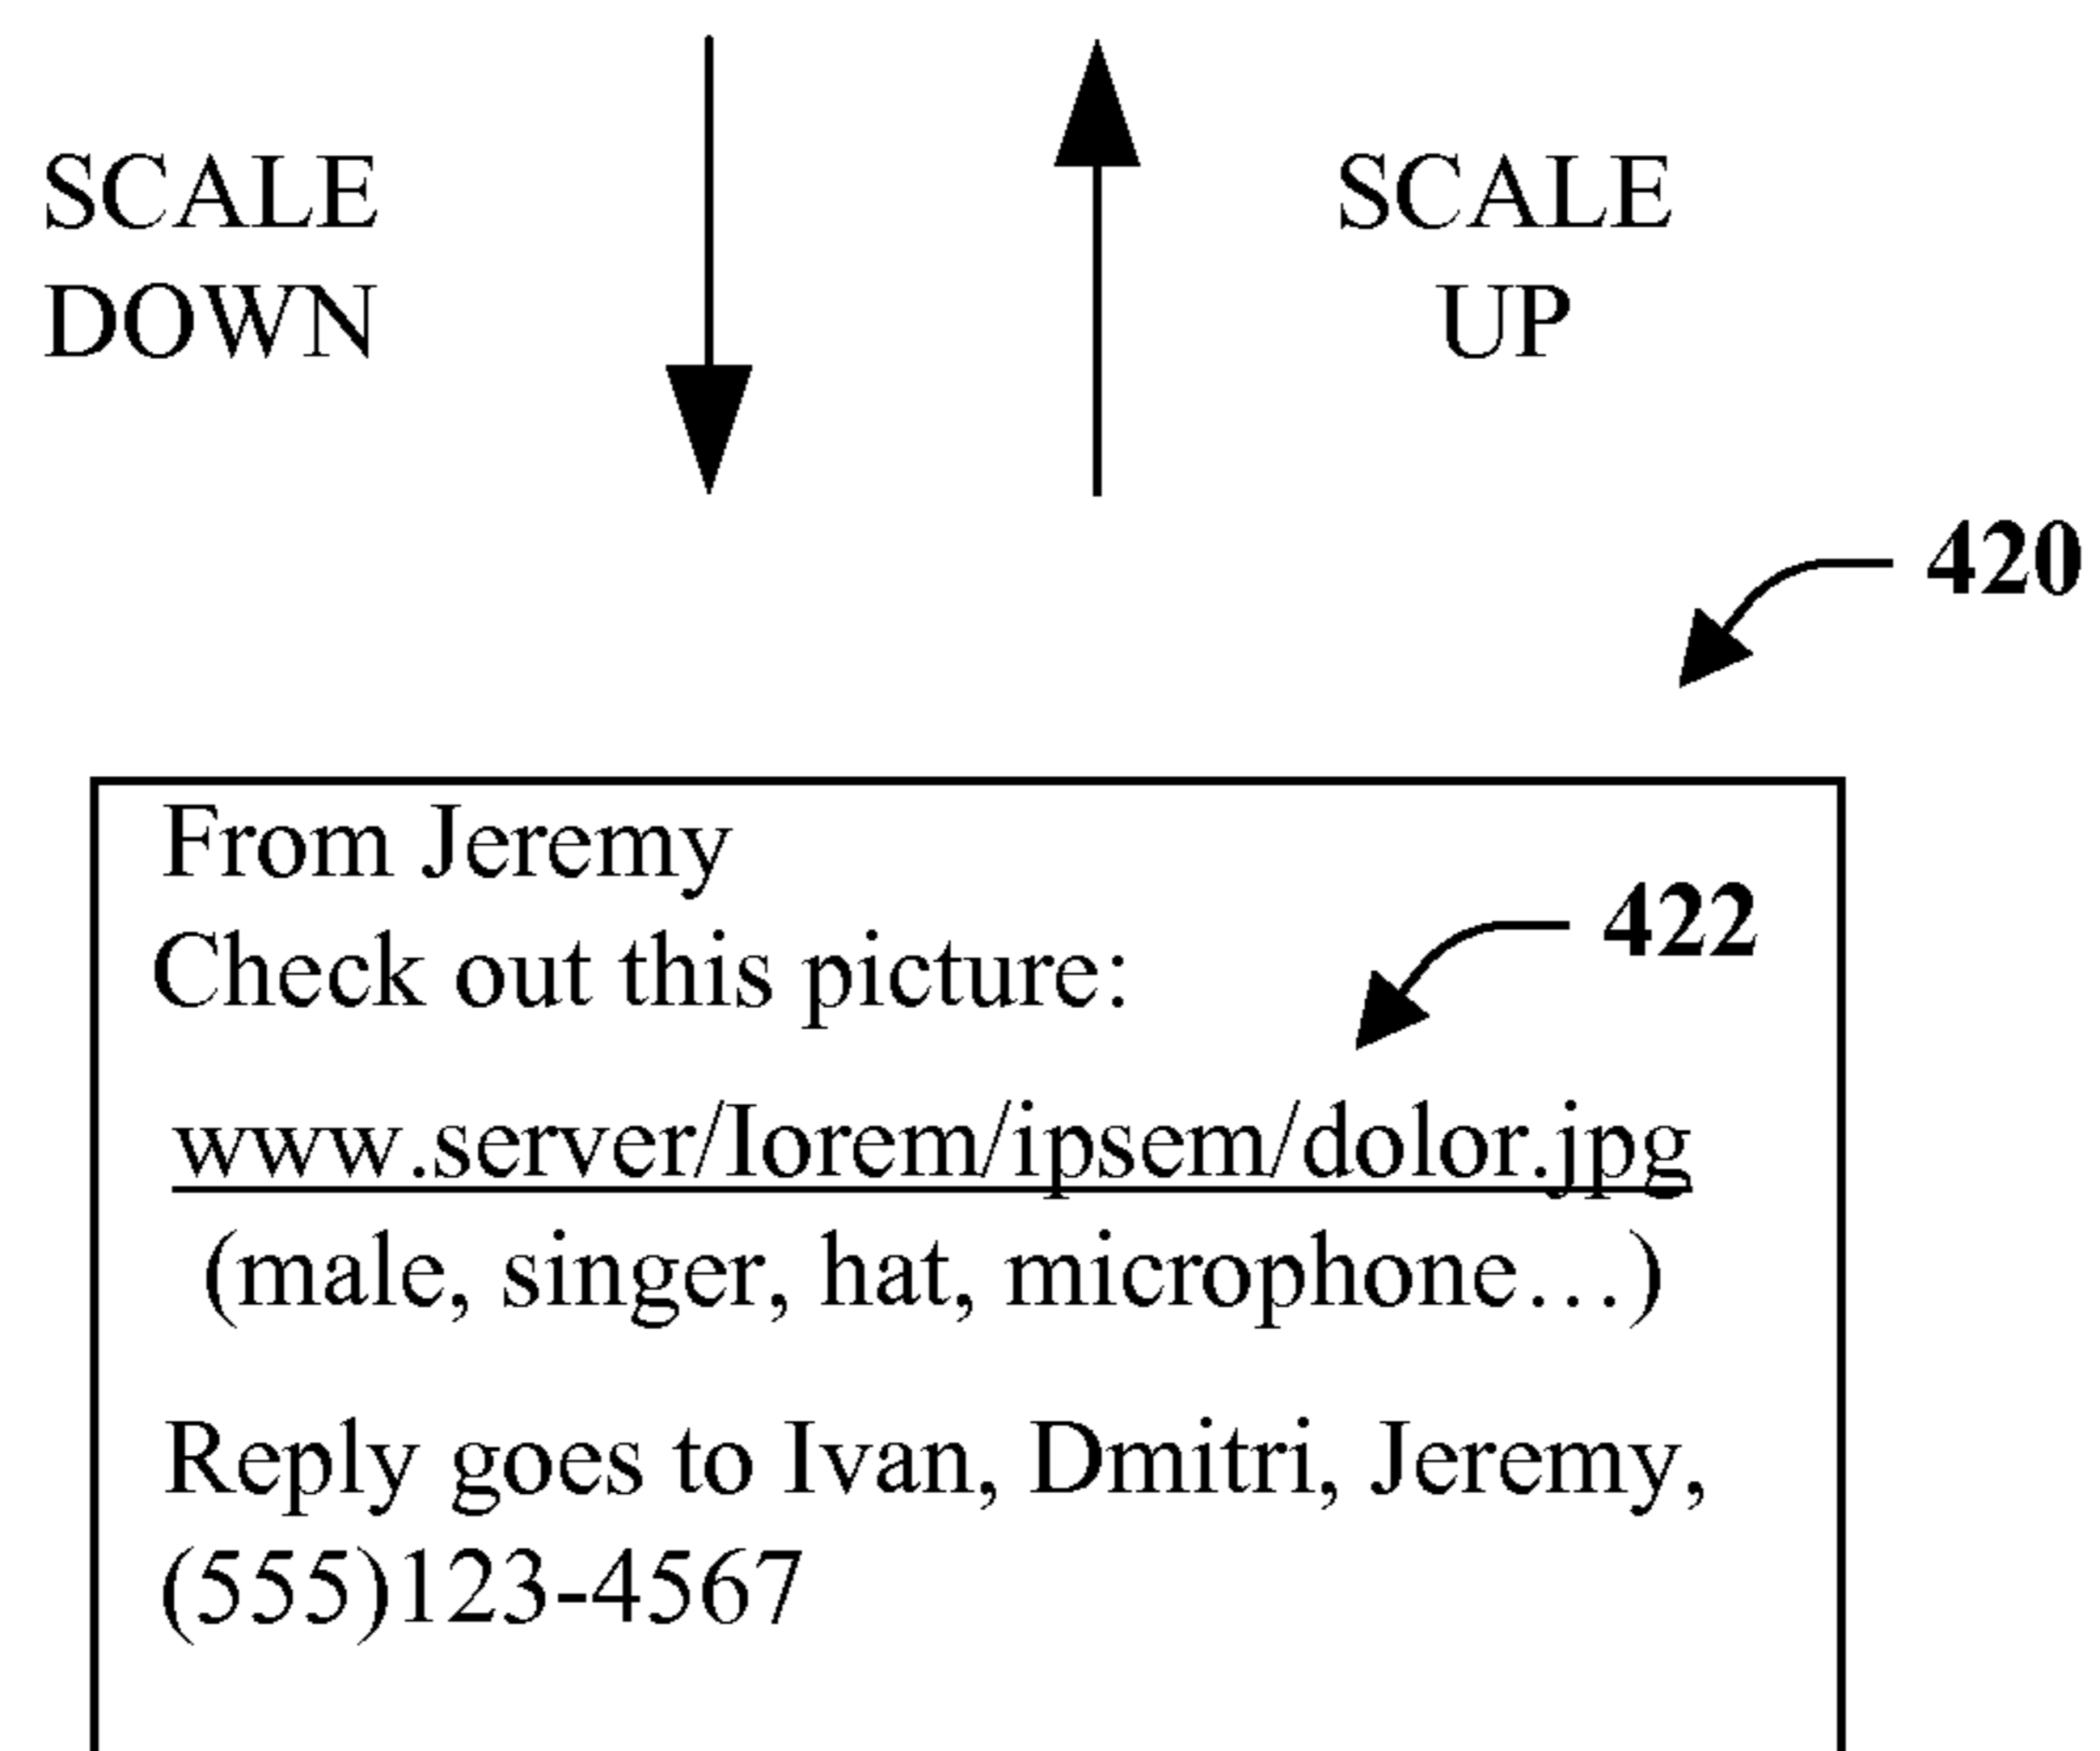 SCALE
DOWN
SCALE
UP
420
From Jeremy
422
Check out this picture:
www.server/Iorem/ipsem/dolor.jpg
(male, singer, hat, microphone…)
Reply goes to Ivan, Dmitri, Jeremy,
(555)123-4567